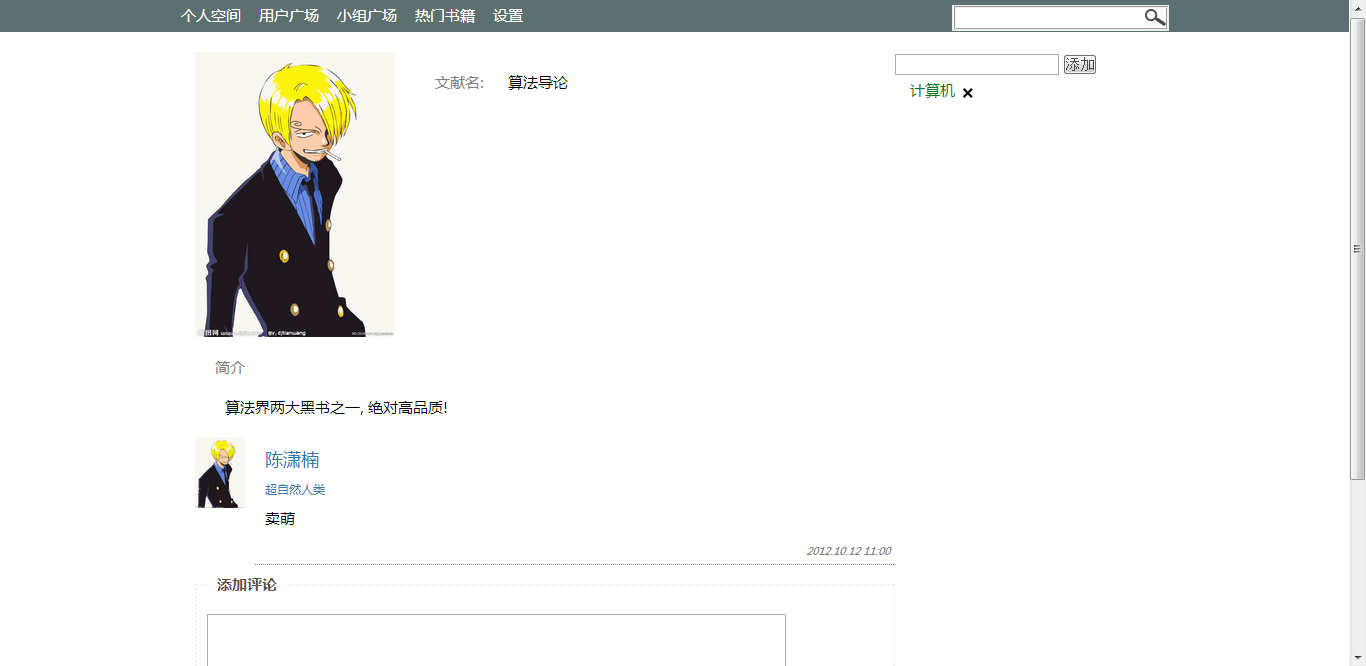 个人空间 用户广场 小组广场 热门书籍 设置
文献名: 算法导论
添加
计算机 ×
简介
算法界两大黑书之一, 绝对高品质!
陈潇楠
超自然人类
卖萌
2012.10.12 11:00
添加评论